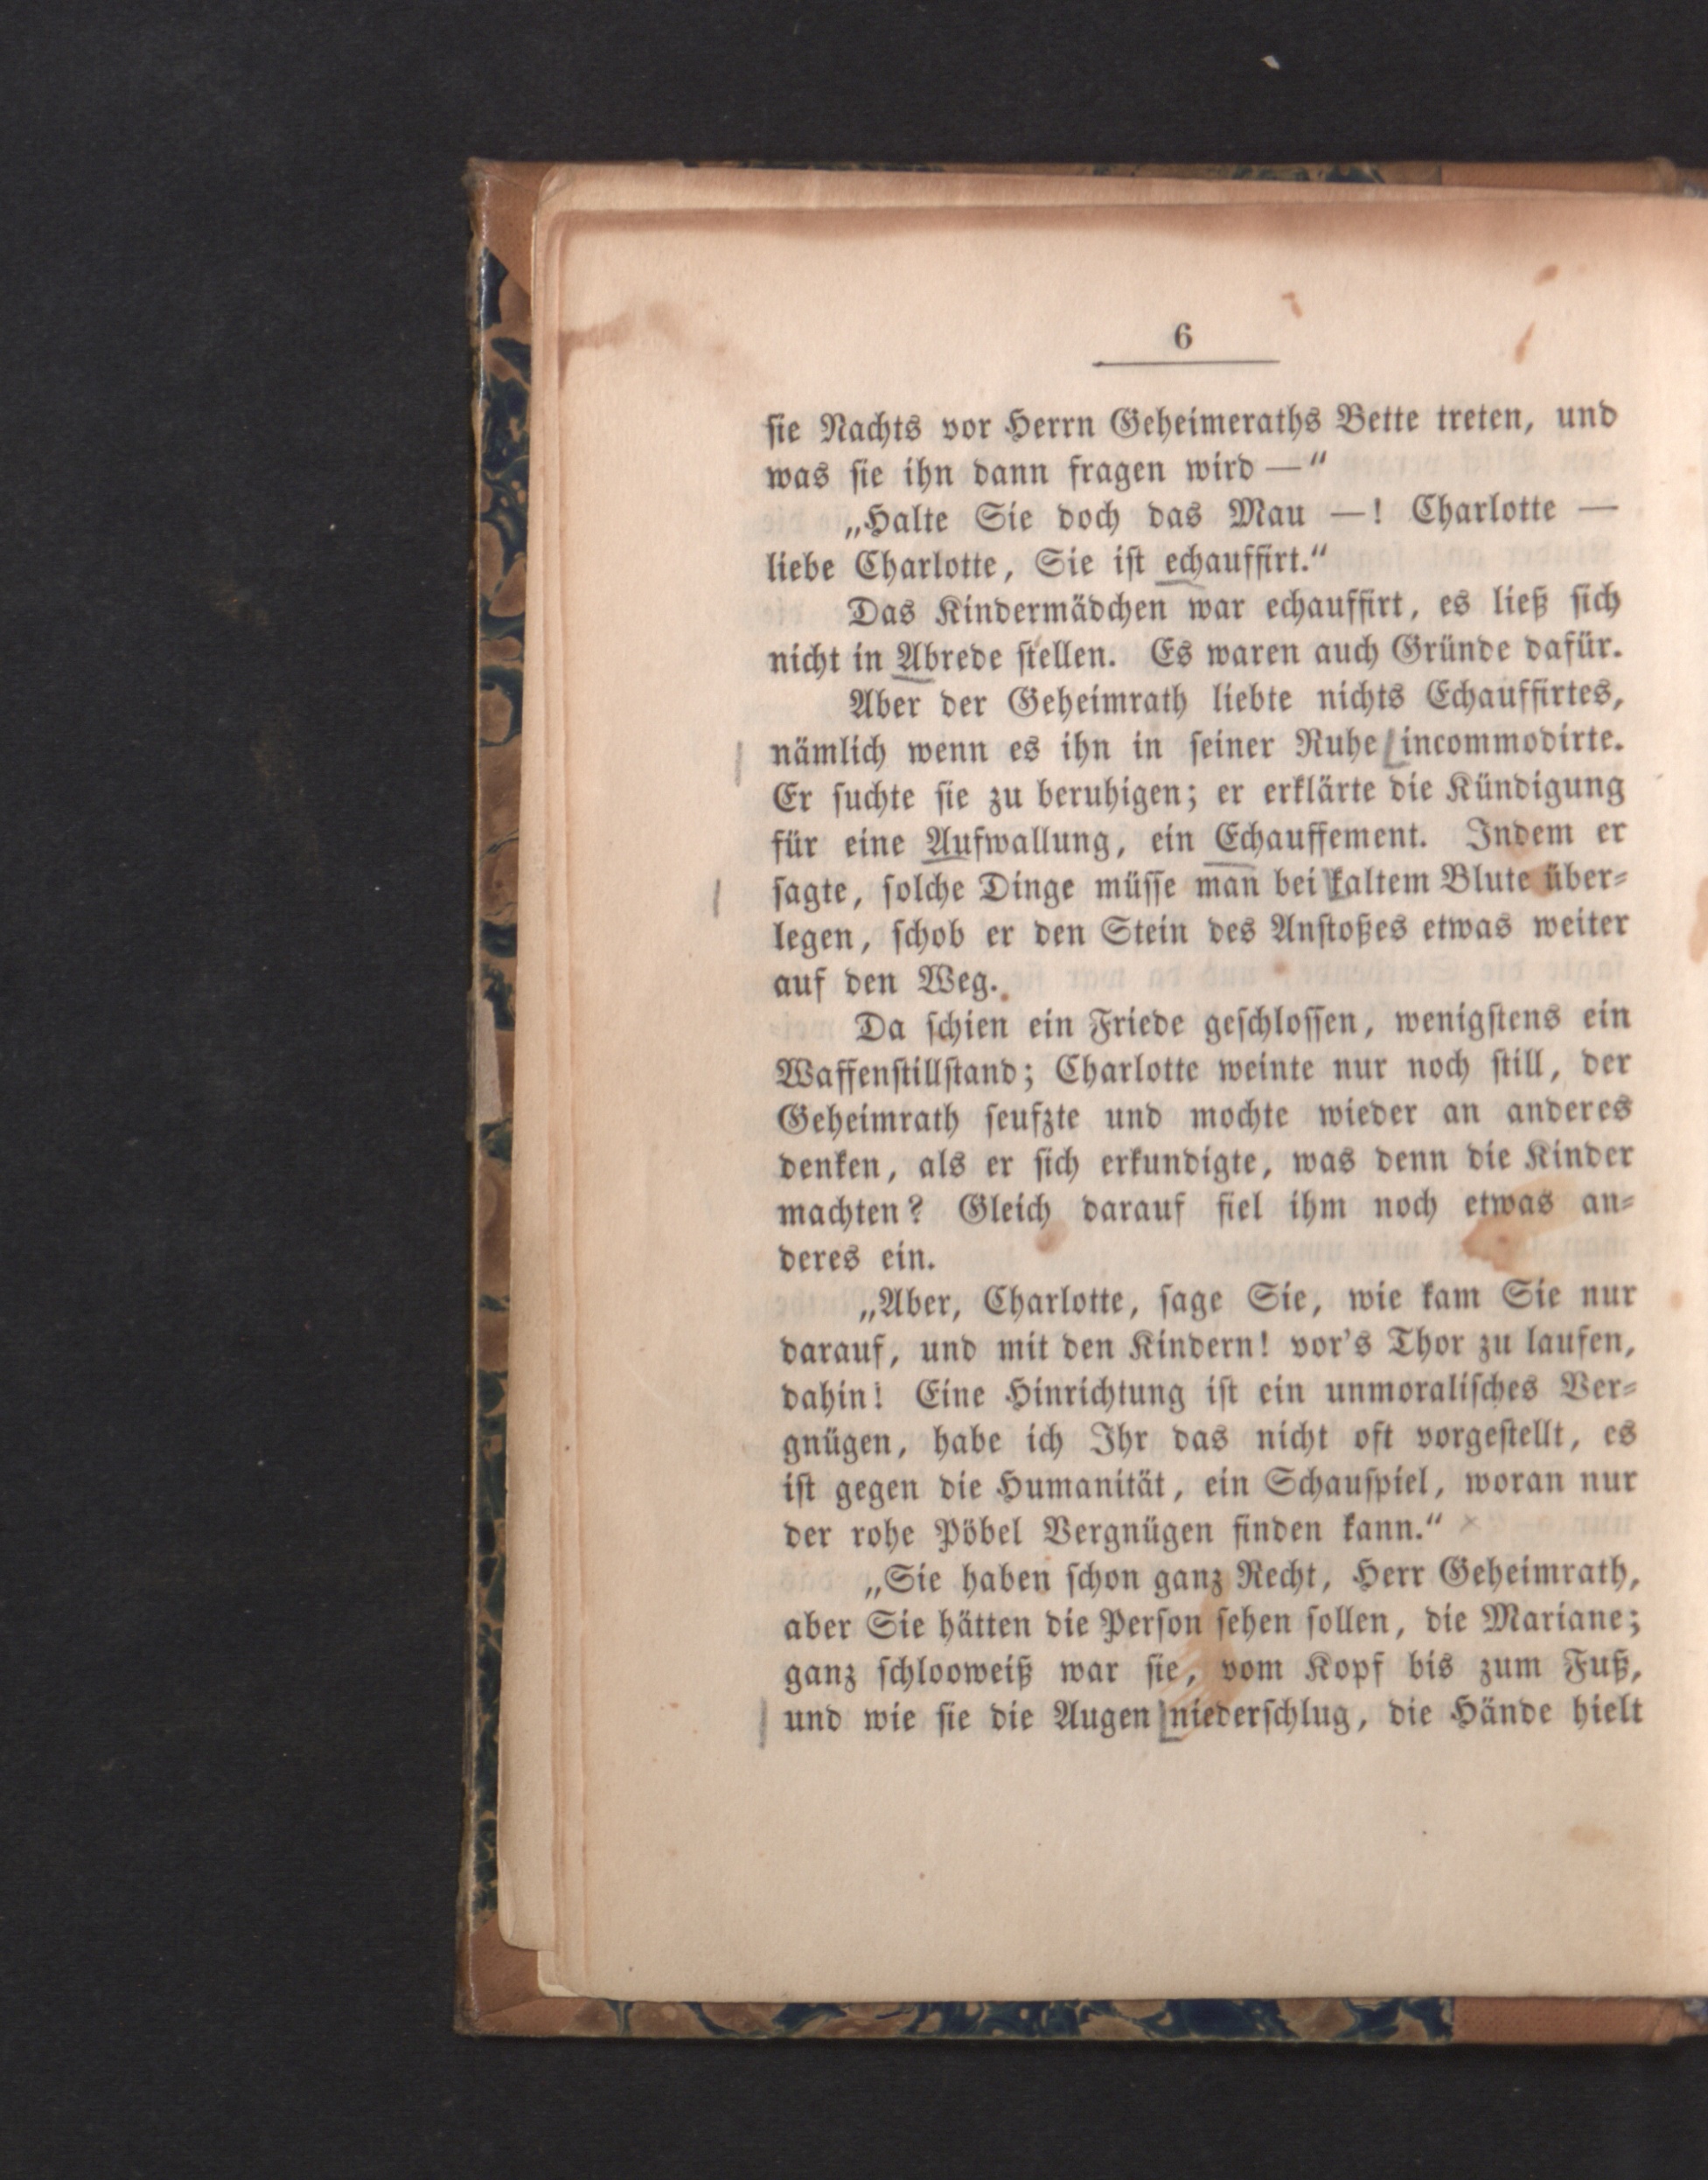 6
sie Nachts vor Herrn Geheimeraths Bette treten, und
was sie ihn dann fragen wird —“
„Halte Sie doch das Mau —! Charlotte —
liebe Charlotte, Sie ist echauffirt.“
Das Kindermädchen war echauffirt, es ließ sich
nicht in Abrede stellen. Es waren auch Gründe dafür.
Aber der Geheimrath liebte nichts Echauffirtes,
nämlich wenn es ihn in seiner Ruhe incommodirte.
Er suchte sie zu beruhigen; er erklärte die Kündigung
für eine Aufwallung, ein Echauffement. Indem er
sagte, solche Dinge müsse man bei kaltem Blute über-
legen, schob er den Stein des Anstoßes etwas weiter
auf den Weg.
Da schien ein Friede geschlossen, wenigstens ein
Waffenstillstand; Charlotte weinte nur noch still, der
Geheimrath seufzte und mochte wieder an anderes
denken, als er sich erkundigte, was denn die Kinder
machten? Gleich darauf fiel ihm noch etwas an-
deres ein.
„Aber, Charlotte, sage Sie, wie kam Sie nur
darauf, und mit den Kindern! vor's Thor zu laufen,
dahin! Eine Hinrichtung ist ein unmoralisches Ver-
gnügen, habe ich Ihr das nicht oft vorgestellt, es
ist gegen die Humanität, ein Schauspiel, woran nur
der rohe Pöbel Vergnügen finden kann.“
„Sie haben schon ganz Recht, Herr Geheimrath,
aber Sie hätten die Person sehen sollen, die Mariane;
ganz schlooweiß war sie, vom Kopf bis zum Fuß,
und wie sie die Augen niederschlug, die Hände hielt